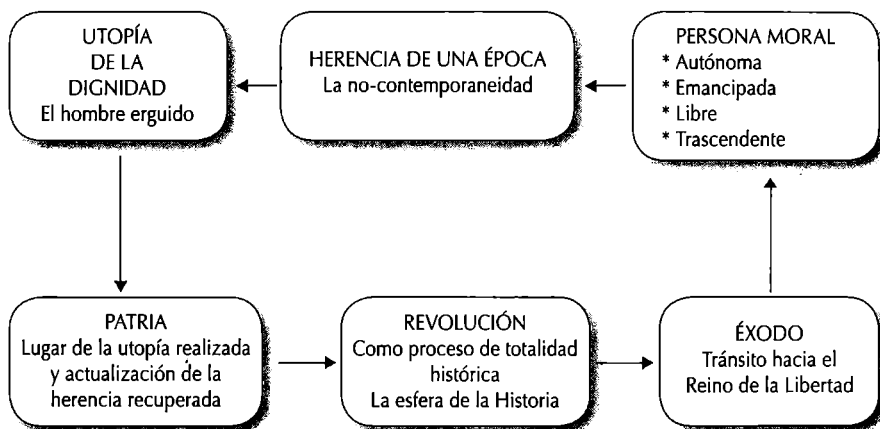 UTOPÍA
DE LA
DIGNIDAD
El hombre erguido
HERENCIA DE UNA ÉPOCA
La no-contemporaneidad
PERSONA MORAL
* Autónoma
* Emancipada
* Libre
* Trascendente
PATRIA
Lugar de la utopía realizada
y actualización de la
herencia recuperada
REVOLUCIÓN
Como proceso de totalidad
histórica
La esfera de la Historia
ÉXODO
Tránsito hacia el
Reino de la Libertad